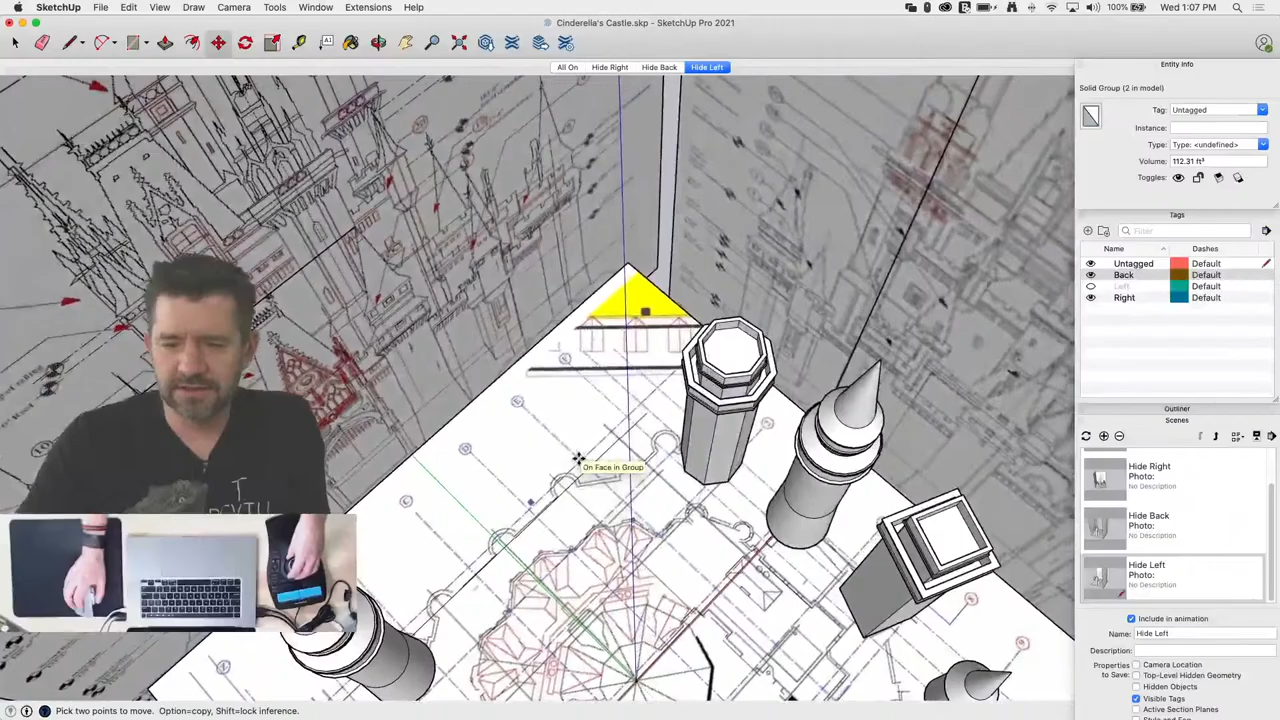 SketchUp File Edit View Draw Camera Tools Window Extensions Help
100% Wed 1:07 PM
Cinderella's Castle.skp - SketchUp Pro 2021
A1
All On Hide Right Hide Back Hide Left
Entity Info
Solid Group (2 in model)
Tag: Untagged
Instance:
Type: Type: <undefined>
Volume: 112.31 ft³
Toggles:
Tags
Filter
Name Dashes
Untagged Default
Back Default
Left Default
Right Default
Outliner
Scenes
Hide Right
Photo:
No Description
Hide Back
Photo:
No Description
Hide Left
Photo:
No Description
Include in animation
Name: Hide Left
Description:
Properties to Save:
Camera Location
Top-Level Hidden Geometry
Hidden Objects
Visible Tags
Active Section Planes
On Face in Group
Pick two points to move. Option=copy, Shift=lock inference.